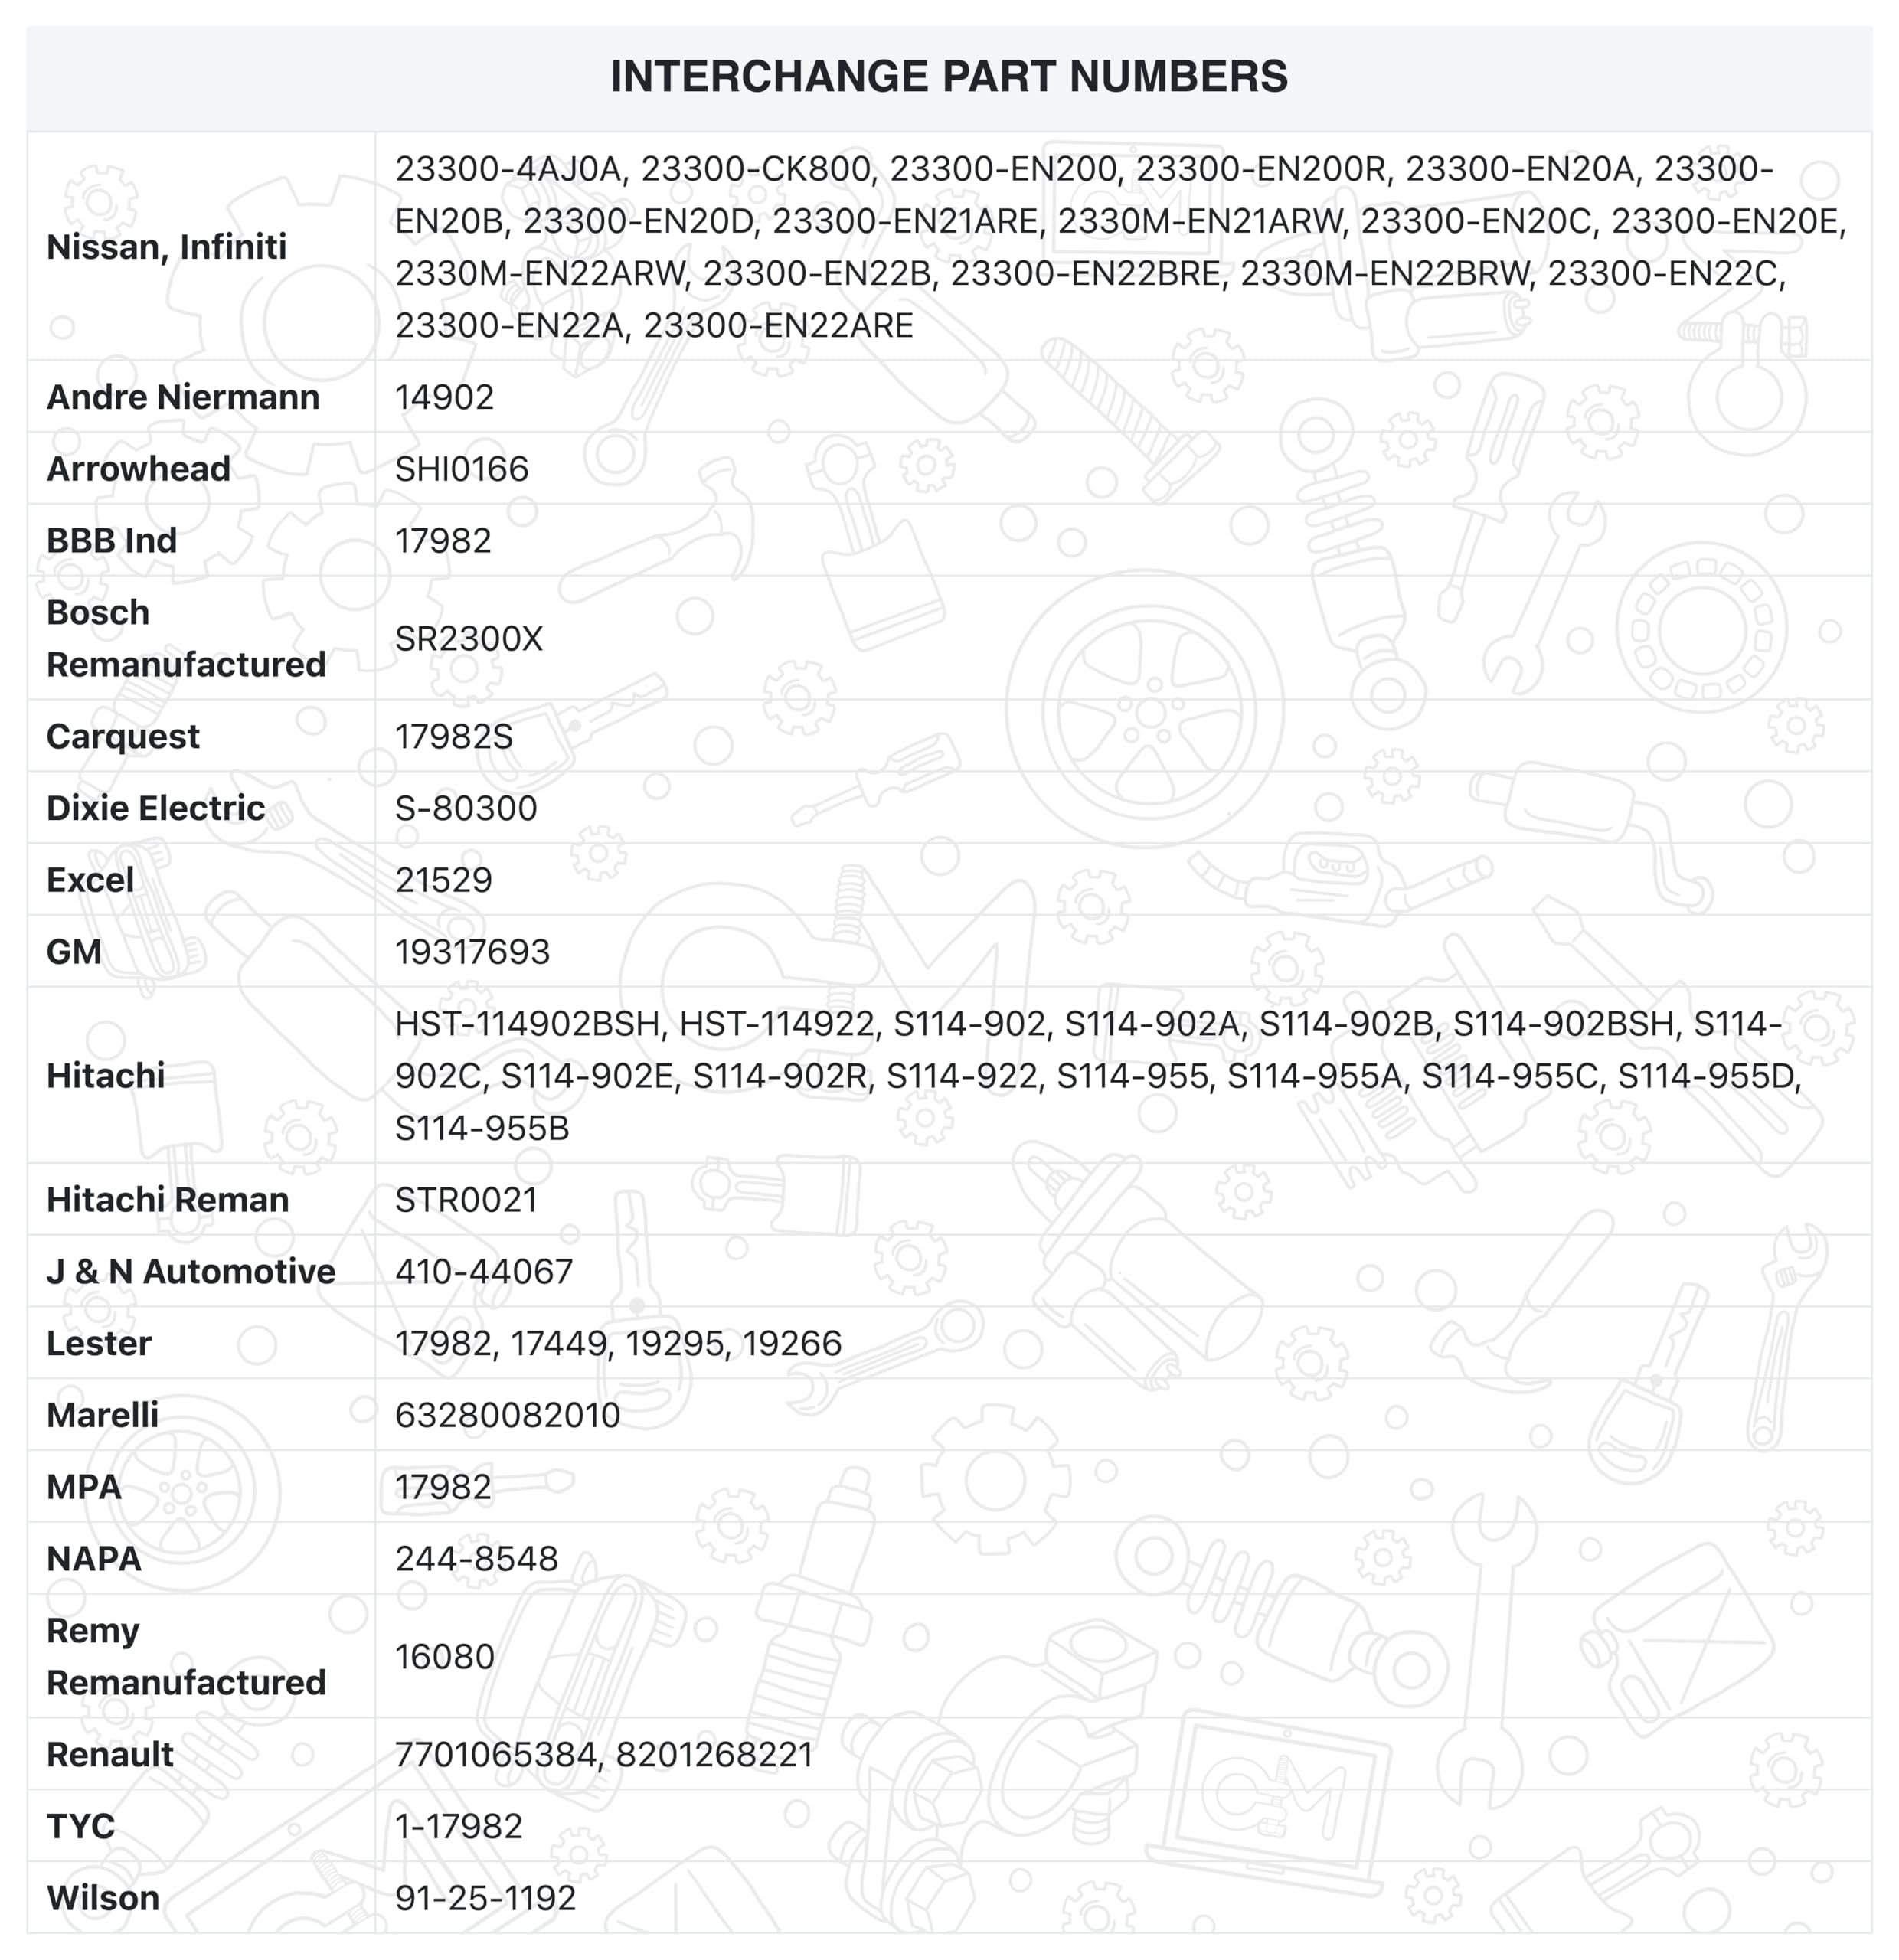 INTERCHANGE PART NUMBERS
Nissan, Infiniti
23300-4AJ0A, 23300-CK800, 23300-EN200, 23300-EN200R, 23300-EN20A, 23300-
EN20B, 23300-EN20D, 23300-EN21ARE, 2330M-EN21ARW, 23300-EN20C, 23300-EN20E,
2330M-EN22ARW, 23300-EN22B, 23300-EN22BRE, 2330M-EN22BRW, 23300-EN22C,
23300-EN22A, 23300-EN22ARE
Andre Niermann
14902
Arrowhead
SHI0166
BBB Ind
17982
Bosch
Remanufactured
SR2300X
Carquest
17982S
Dixie Electric
S-80300
Excel
21529
GM
19317693
Hitachi
HST-114902BSH, HST-114922, S114-902, S114-902A, S114-902B, S114-902BSH, S114-
902C, S114-902E, S114-902R, S114-922, S114-955, S114-955A, S114-955C, S114-955D,
S114-955B
Hitachi Reman
STR0021
J & N Automotive
410-44067
Lester
17982, 17449, 19295, 19266
Marelli
63280082010
MPA
17982
NAPA
244-8548
Remy
Remanufactured
16080
Renault
7701065384, 8201268221
TYC
1-17982
Wilson
91-25-1192